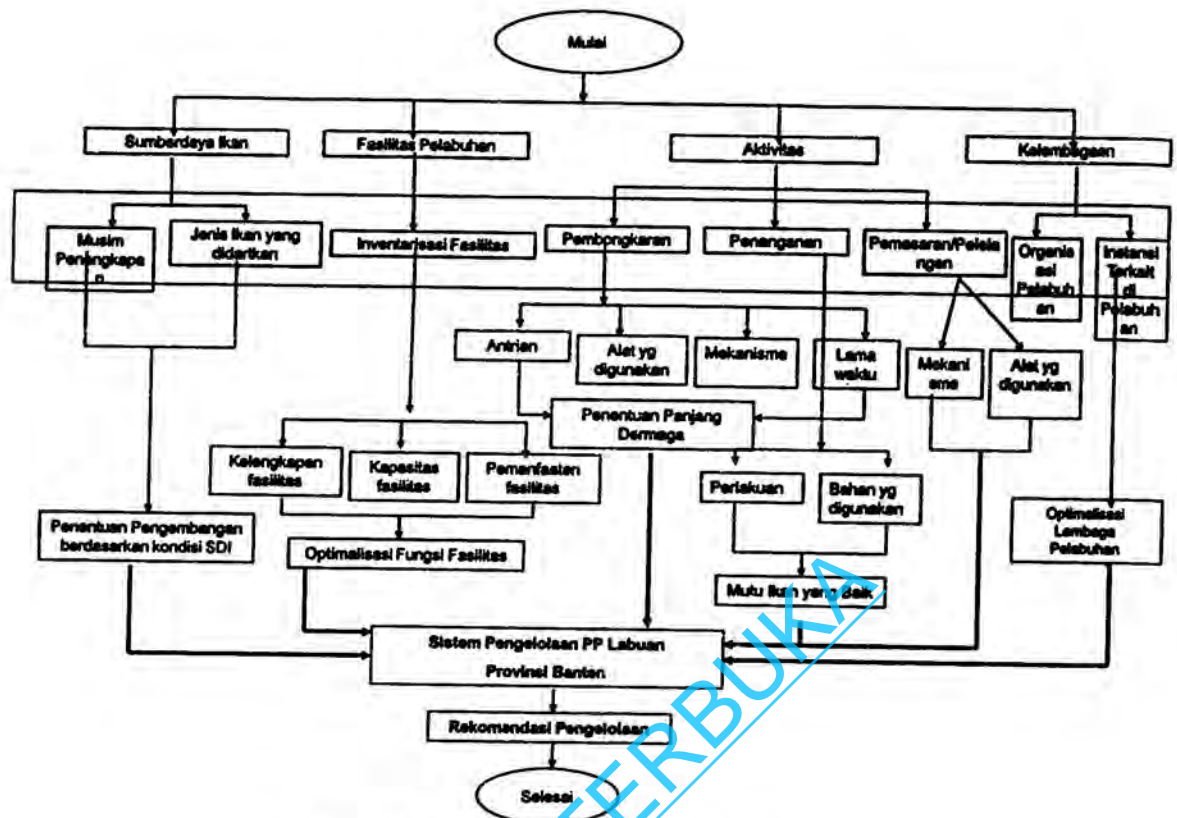 Mulai
Sumberdaya Ikan
Fasilitas Pelabuhan
Aktivitas
Kelembagaan
Musim
Penangkapa
n
Jenis Ikan yang
didartkan
Inventarisasi Fasilitas
Pembongkaran
Penanganan
Pemasaran/Pelela
ngan
Organis
asi
Pelabuh
an
Instansi
Terkait
di
Pelabuh
an
Antrian
Alat yg
digunakan
Mekanisme
Lama
waktu
Mekani
sme
Alat yg
digunakan
Penentuan Panjang
Dermaga
Kelengkapan
fasilitas
Kapasitas
fasilitas
Pemanfaatan
fasilitas
Perlakuan
Bahan yg
digunakan
Penentuan Pengembangan
berdasarkan kondisi SDI
Optimalisasi Fungsi Fasilitas
Optimalisasi
Lembaga
Pelabuhan
Mutu Ikan yang Baik
Sistem Pengelolaan PP Labuan
Provinsi Banten
Rekomendasi Pengelolaan
Selesai
TERBUKA